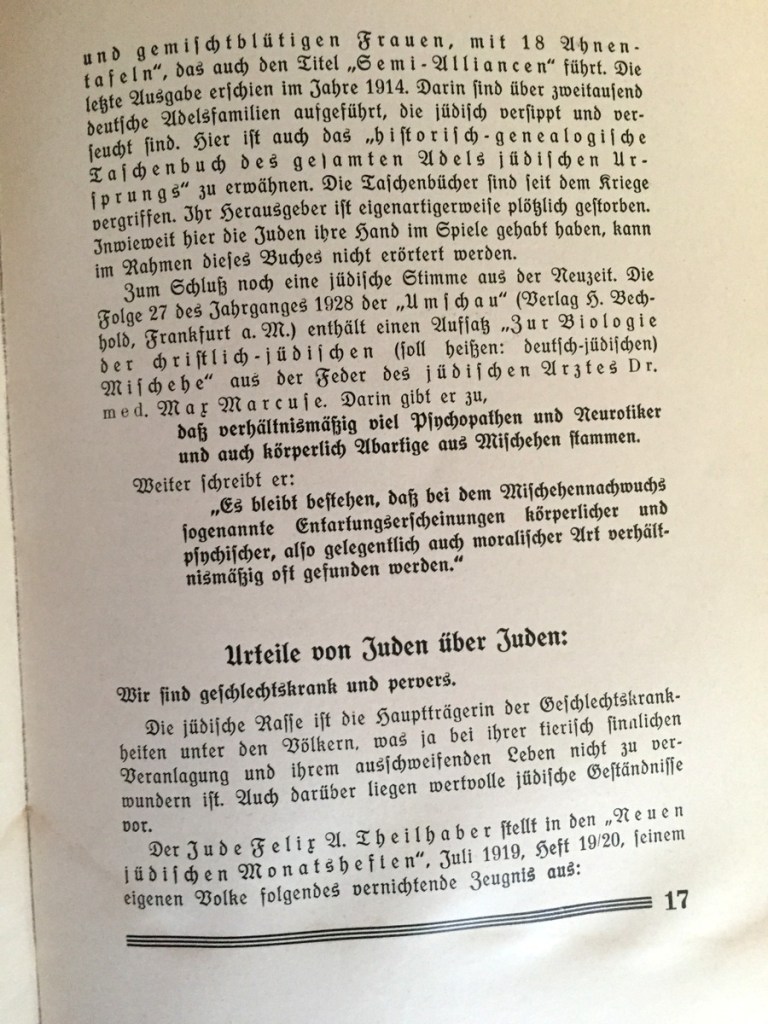 und gemischtblütigen Frauen, mit 18 Ahnen-
tafeln“, das auch den Titel „Semi-Alliancen“ führt. Die
letzte Ausgabe erschien im Jahre 1914. Darin sind über zweitausend
deutsche Adelsfamilien aufgeführt, die jüdisch versippt und ver-
seucht sind. Hier ist auch das „historisch-genealogische
Taschenbuch des gesamten Adels jüdischen Ur-
sprungs“ zu erwähnen. Die Taschenbücher sind seit dem Kriege
vergriffen. Ihr Herausgeber ist eigenartigerweise plötzlich gestorben.
Inwieweit hier die Juden ihre Hand im Spiele gehabt haben, kann
im Rahmen dieses Buches nicht erörtert werden.
Zum Schluß noch eine jüdische Stimme aus der Neuzeit. Die
Folge 27 des Jahrganges 1928 der „Umschau“ (Verlag H. Bech-
hold, Frankfurt a. M.) enthält einen Aufsatz „Zur Biologie
der christlich-jüdischen (soll heißen: deutsch-jüdischen)
Mischehe“ aus der Feder des jüdischen Arztes Dr.
med. Max Marcuse. Darin gibt er zu,
daß verhältnismäßig viel Psychopathen und Neurotiker
und auch körperlich Abartige aus Mischehen stammen.
Weiter schreibt er:
„Es bleibt bestehen, daß bei dem Mischehennachwuchs
sogenannte Entartungserscheinungen körperlicher und
psychischer, also gelegentlich auch moralischer Art verhält-
nismäßig oft gefunden werden.“
Urteile von Juden über Juden:
Wir sind geschlechtskrank und pervers.
Die jüdische Rasse ist die Hauptträgerin der Geschlechtskrank-
heiten unter den Völkern, was ja bei ihrer tierisch sinnlichen
Veranlagung und ihrem ausschweifenden Leben nicht zu ver-
wundern ist. Auch darüber liegen wertvolle jüdische Geständnisse
vor.
Der Jude Felix A. Theilhaber stellt in den „Neuen
jüdischen Monatsheften“, Juli 1919, Heft 19/20, seinem
eigenen Volke folgendes vernichtende Zeugnis aus:
17